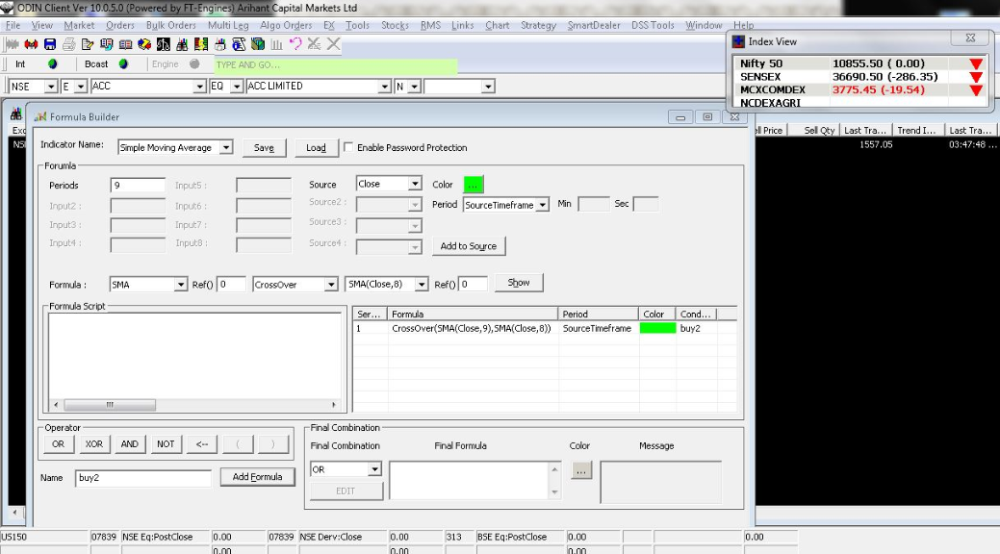 ODIN Client Ver 10.0.5.0 (Powered by FT-Engines) Arihant Capital Markets Ltd
File View Market Orders Bulk Orders Multi Leg Algo Orders EX Tools Stocks RMS Links Chart Strategy SmartDealer DSS Tools Window Help
Int Bcast Engine TYPE AND GO...
NSE E ACC EQ ACC LIMITED N
Index View
Nifty 50 10855.50 ( 0.00)
SENSEX 36690.50 (-286.35)
MCXCOMDEX 3775.45 (-19.54)
NCDEXAGRI
Formula Builder
Sell Qty Last Tra... Trend I... Last Tra...
1557.05 03:47:48 ...
Indicator Name: Simple Moving Average Save Load Enable Password Protection
Forumla
Periods 9 Input5 : Source Close Color ...
Input2 : Input6 : Source2 : Period SourceTimeframe Min Sec
Input3 : Input7 : Source3 :
Input4 : Input8 : Source4 : Add to Source
Formula : SMA Ref() 0 CrossOver SMA(Close,8) Ref() 0 Show
Formula Script
Ser... Formula Period Color Cond...
1 CrossOver(SMA(Close,9),SMA(Close,8)) SourceTimeframe buy2
Operator
OR XOR AND NOT <-- ( )
Name buy2 Add Formula
Final Combination
Final Combination Final Formula Color Message
OR ...
EDIT
US150 07839 NSE Eq:PostClose 0.00 07839 NSE Derv:Close 0.00 313 BSE Eq:PostClose 0.00 0.00
0.00 0.00 0.00